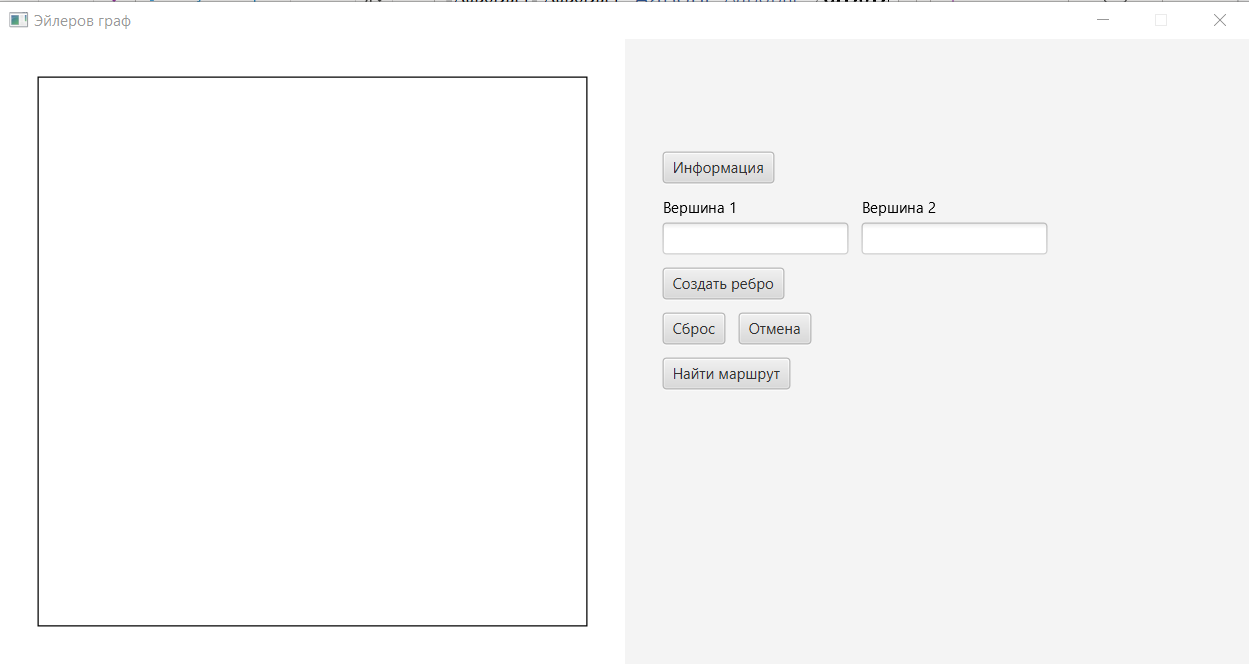 Эйлеров граф
Информация
Вершина 1 Вершина 2
Создать ребро
Сброс Отмена
Найти маршрут